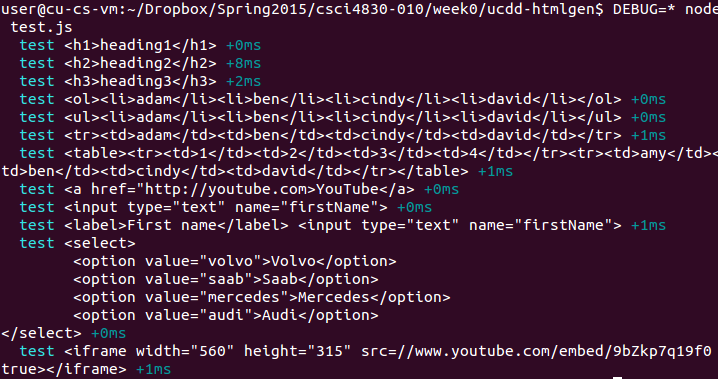 user@cu-cs-vm:~/Dropbox/Spring2015/csci4830-010/week0/ucdd-htmlgen$ DEBUG=* node
 test.js
  test <h1>heading1</h1> +0ms
  test <h2>heading2</h2> +8ms
  test <h3>heading3</h3> +2ms
  test <ol><li>adam</li><li>ben</li><li>cindy</li><li>david</li></ol> +0ms
  test <ul><li>adam</li><li>ben</li><li>cindy</li><li>david</li></ul> +0ms
  test <tr><td>adam</td><td>ben</td><td>cindy</td><td>david</td></tr> +1ms
  test <table><tr><td>1</td><td>2</td><td>3</td><td>4</td></tr><tr><td>amy</td><
td>ben</td><td>cindy</td><td>david</td></tr></table> +1ms
  test <a href="http://youtube.com>YouTube</a> +0ms
  test <input type="text" name="firstName"> +0ms
  test <label>First name</label> <input type="text" name="firstName"> +1ms
  test <select>
        <option value="volvo">Volvo</option>
        <option value="saab">Saab</option>
        <option value="mercedes">Mercedes</option>
        <option value="audi">Audi</option>
</select> +0ms
  test <iframe width="560" height="315" src=//www.youtube.com/embed/9bZkp7q19f0
true></iframe> +1ms